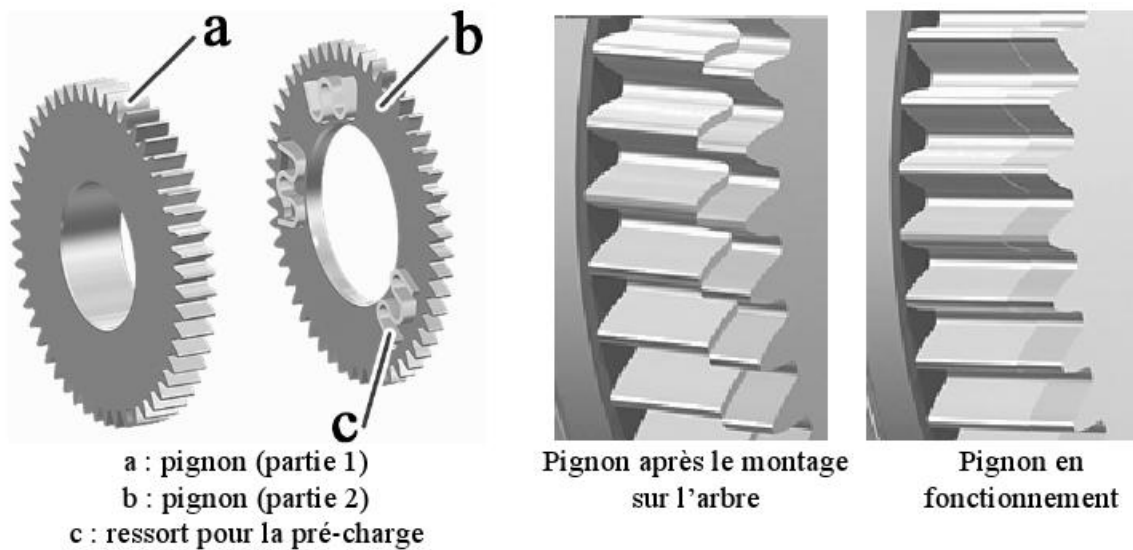 a
b
c
a : pignon (partie 1)
b : pignon (partie 2)
c : ressort pour la pré-charge
Pignon après le montage
sur l'arbre
Pignon en
fonctionnement